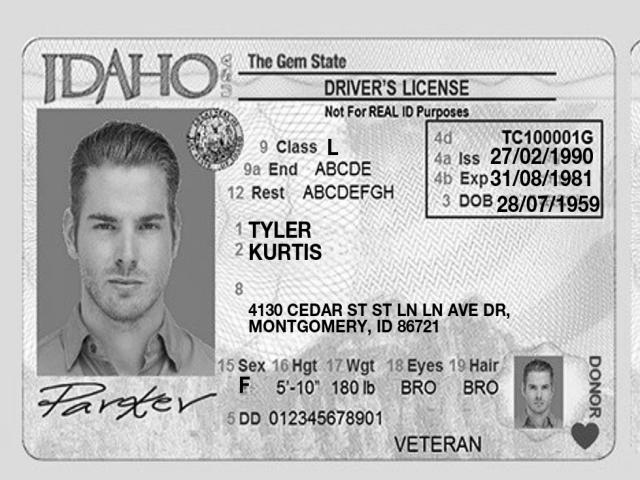 IDAHO USA
The Gem State
DRIVER'S LICENSE
Not For REAL ID Purposes
4d TC100001G
9 Class L
4a Iss 27/02/1990
9a End ABCDE
4b Exp 31/08/1981
12 Rest ABCDEFGH
3 DOB 28/07/1959
1 TYLER
2 KURTIS
8
4130 CEDAR ST ST LN LN AVE DR,
MONTGOMERY, ID 86721
15 Sex 16 Hgt 17 Wgt 18 Eyes 19 Hair
F 5'-10" 180 lb BRO BRO
DONOR
Parker
5 DD 012345678901
VETERAN